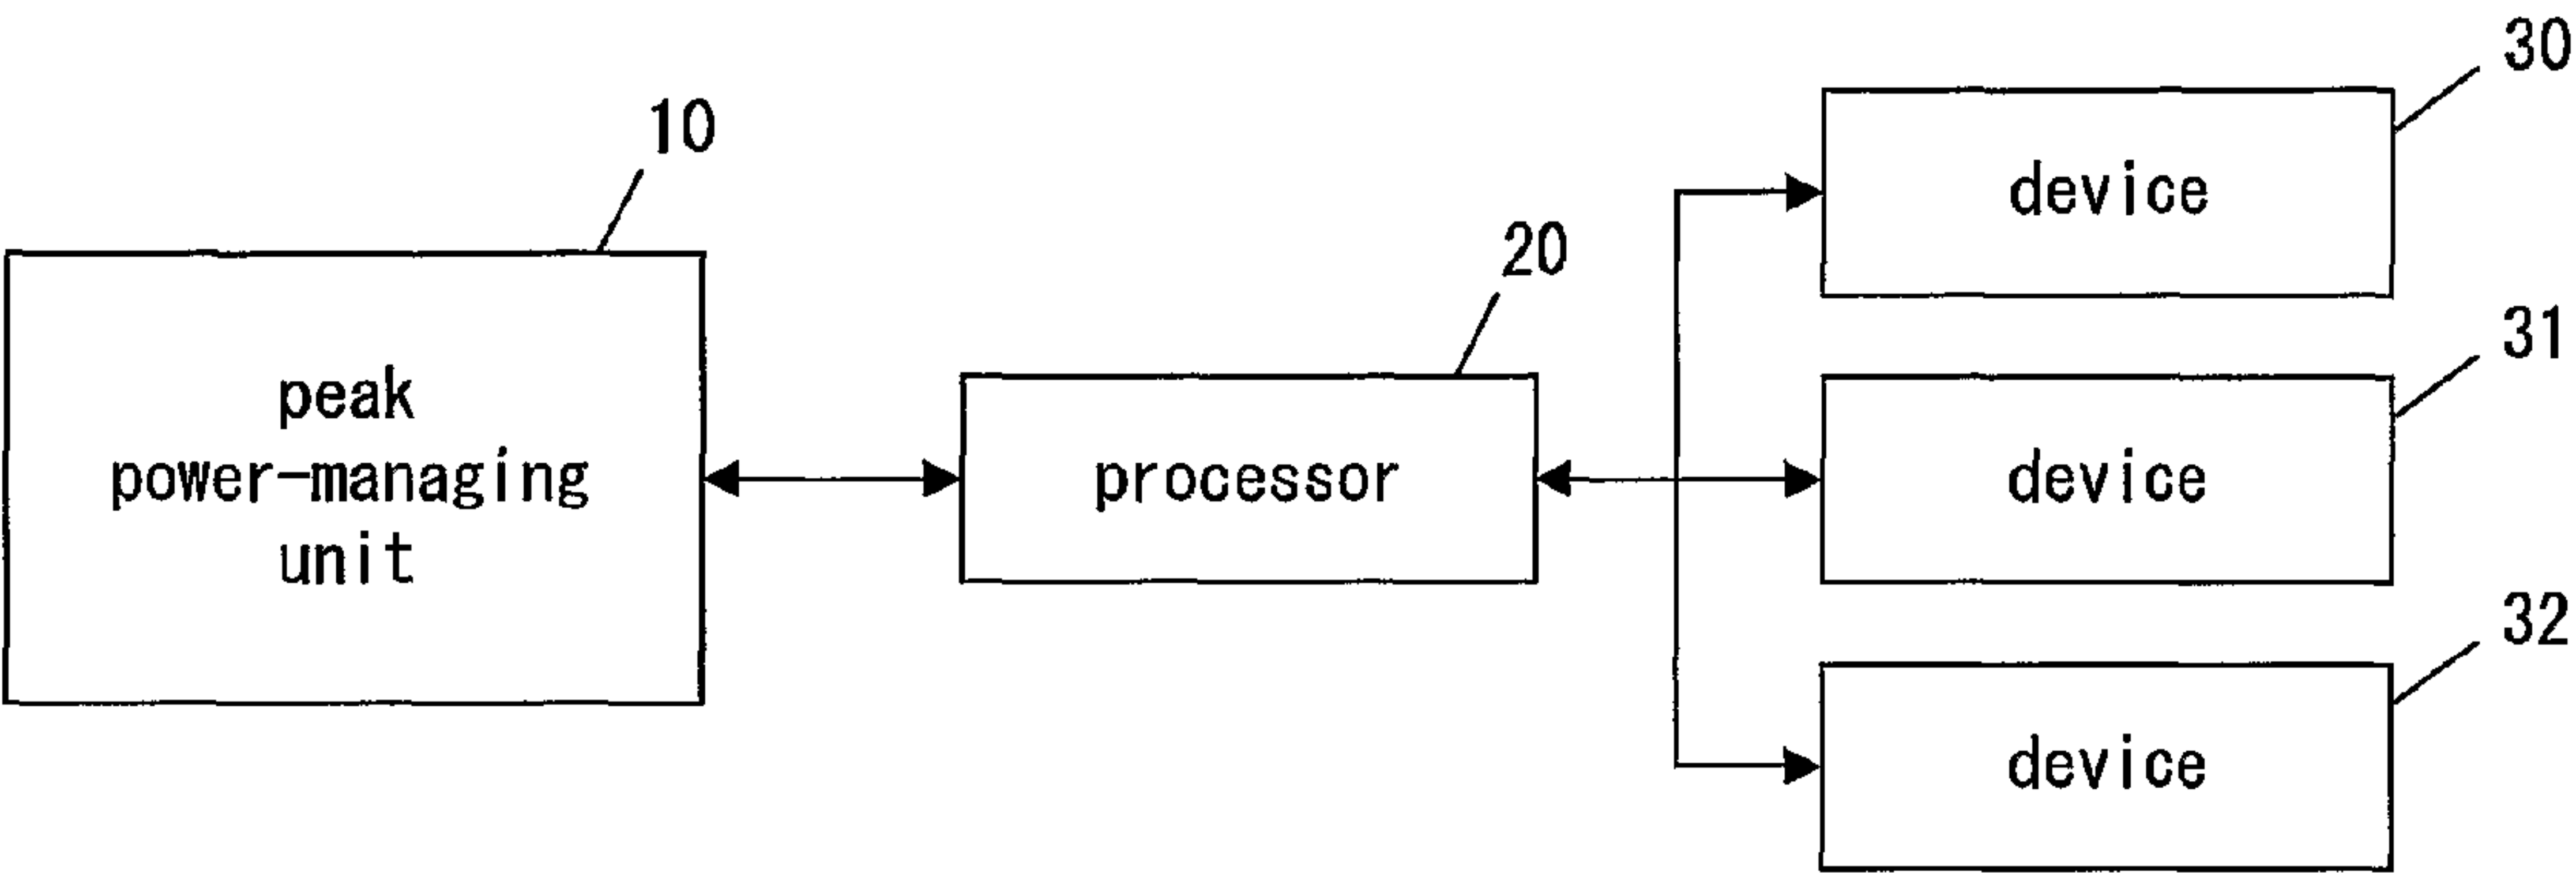 10
peak
power-managing
unit
20
processor
30
device
31
device
32
device